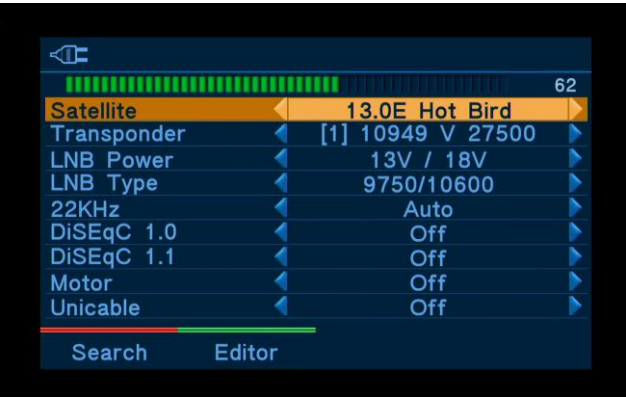 62
Satellite 13.0E Hot Bird
Transponder [1] 10949 V 27500
LNB Power 13V / 18V
LNB Type 9750/10600
22KHz Auto
DiSEqC 1.0 Off
DiSEqC 1.1 Off
Motor Off
Unicable Off
Search Editor